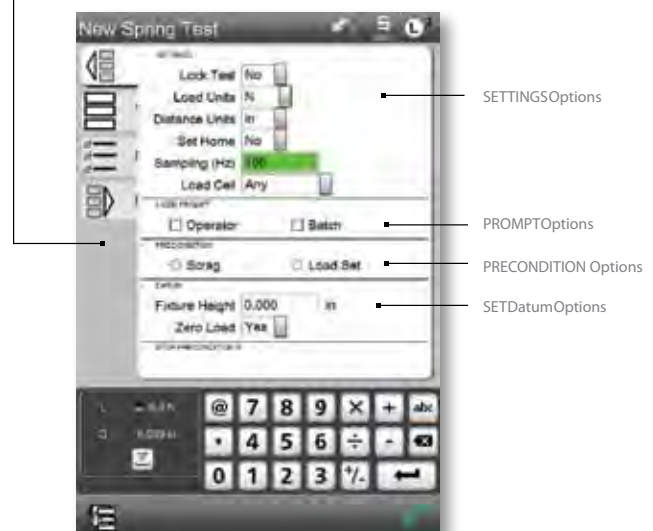 New Spring Test
SETTINGS
Lock Test No
Load Units N
Distance Units in
Set Home No
Sampling (Hz) 100
Load Cell Any
Operator Batch
PRECONDITION
Scrag Load Set
DATUM
Fixture Height 0.000 in
Zero Load Yes
SETTINGSOptions
PROMPTOptions
PRECONDITION Options
SETDatumOptions
@ 7 8 9 × + abc
. 4 5 6 ÷ -
0 1 2 3 +/-